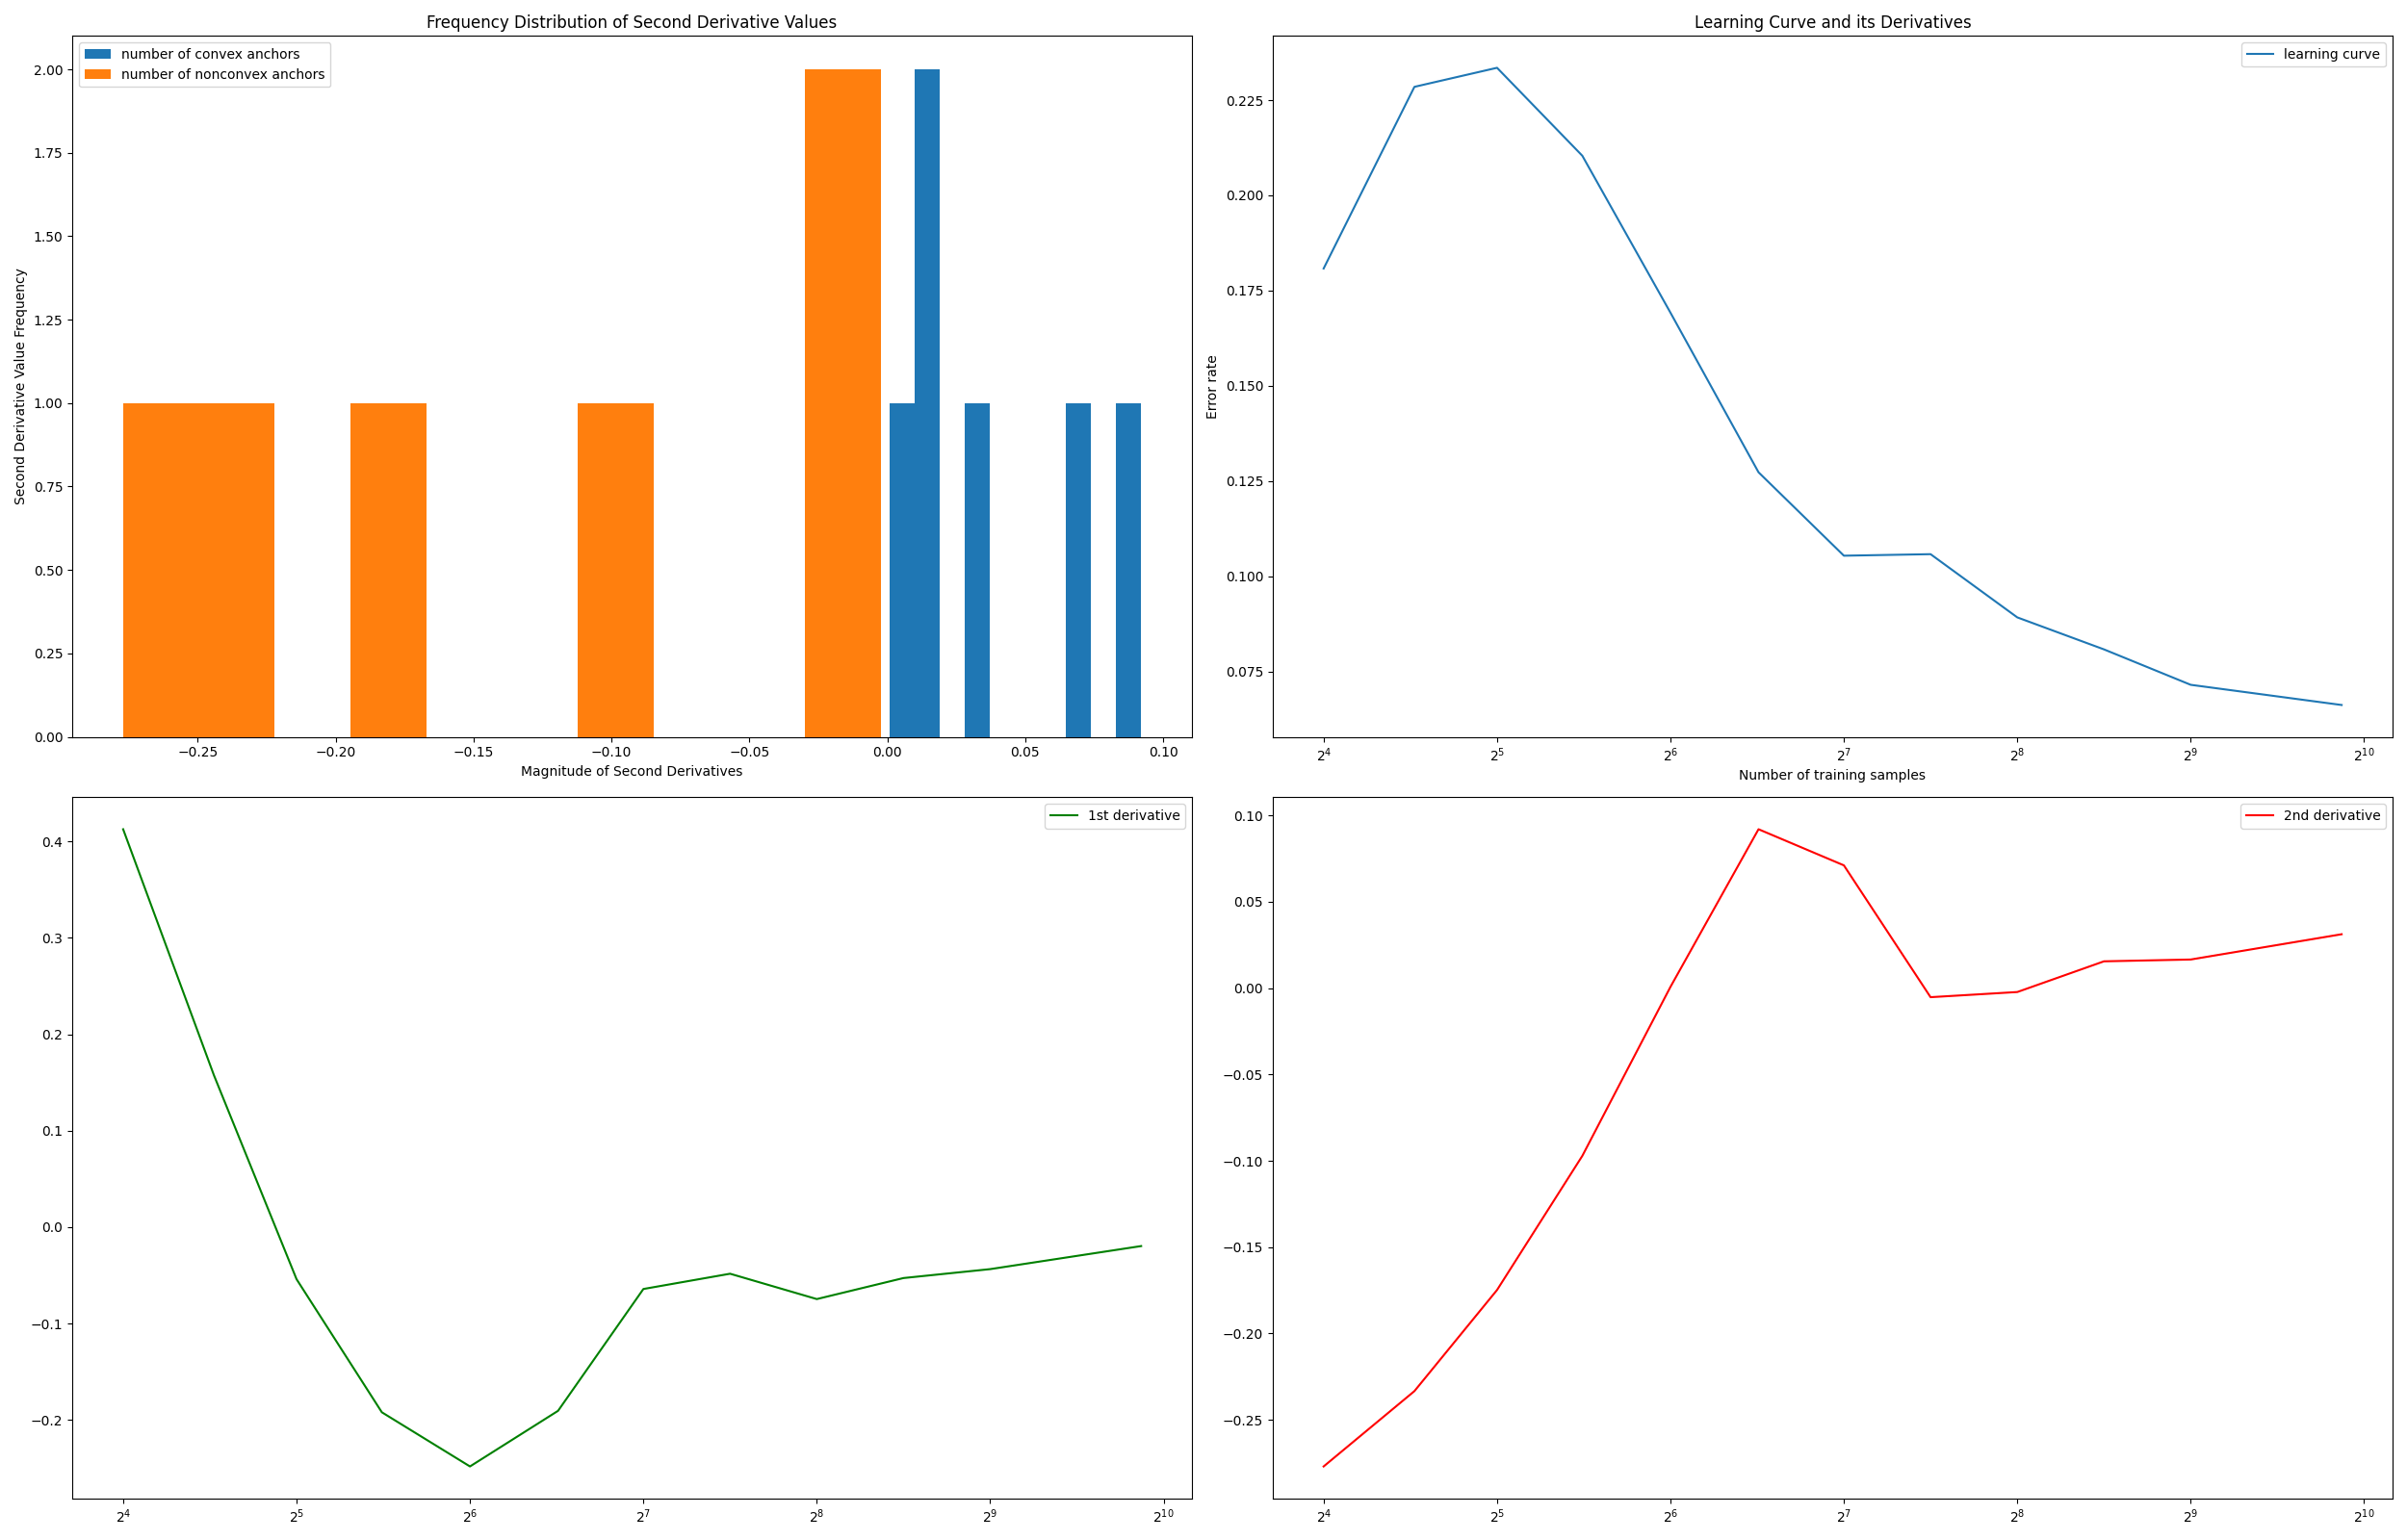 Frequency Distribution of Second Derivative Values
number of convex anchors
number of nonconvex anchors
Second Derivative Value Frequency
2.00
1.75
1.50
1.25
1.00
0.75
0.50
0.25
0.00
−0.25 −0.20 −0.15 −0.10 −0.05 0.00 0.05 0.10
Magnitude of Second Derivatives
Learning Curve and its Derivatives
learning curve
Error rate
0.225
0.200
0.175
0.150
0.125
0.100
0.075
2⁴ 2⁵ 2⁶ 2⁷ 2⁸ 2⁹ 2¹⁰
Number of training samples
1st derivative
0.4
0.3
0.2
0.1
0.0
−0.1
−0.2
2⁴ 2⁵ 2⁶ 2⁷ 2⁸ 2⁹ 2¹⁰
2nd derivative
0.10
0.05
0.00
−0.05
−0.10
−0.15
−0.20
−0.25
2⁴ 2⁵ 2⁶ 2⁷ 2⁸ 2⁹ 2¹⁰